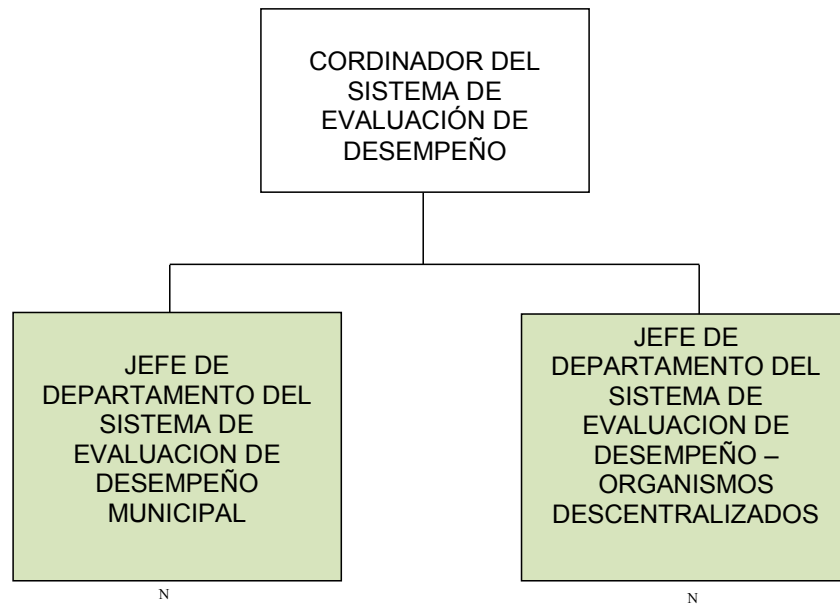 CORDINADOR DEL
SISTEMA DE
EVALUACIÓN DE
DESEMPEÑO
JEFE DE
DEPARTAMENTO DEL
SISTEMA DE
EVALUACION DE
DESEMPEÑO
MUNICIPAL
N
JEFE DE
DEPARTAMENTO DEL
SISTEMA DE
EVALUACION DE
DESEMPEÑO –
ORGANISMOS
DESCENTRALIZADOS
N